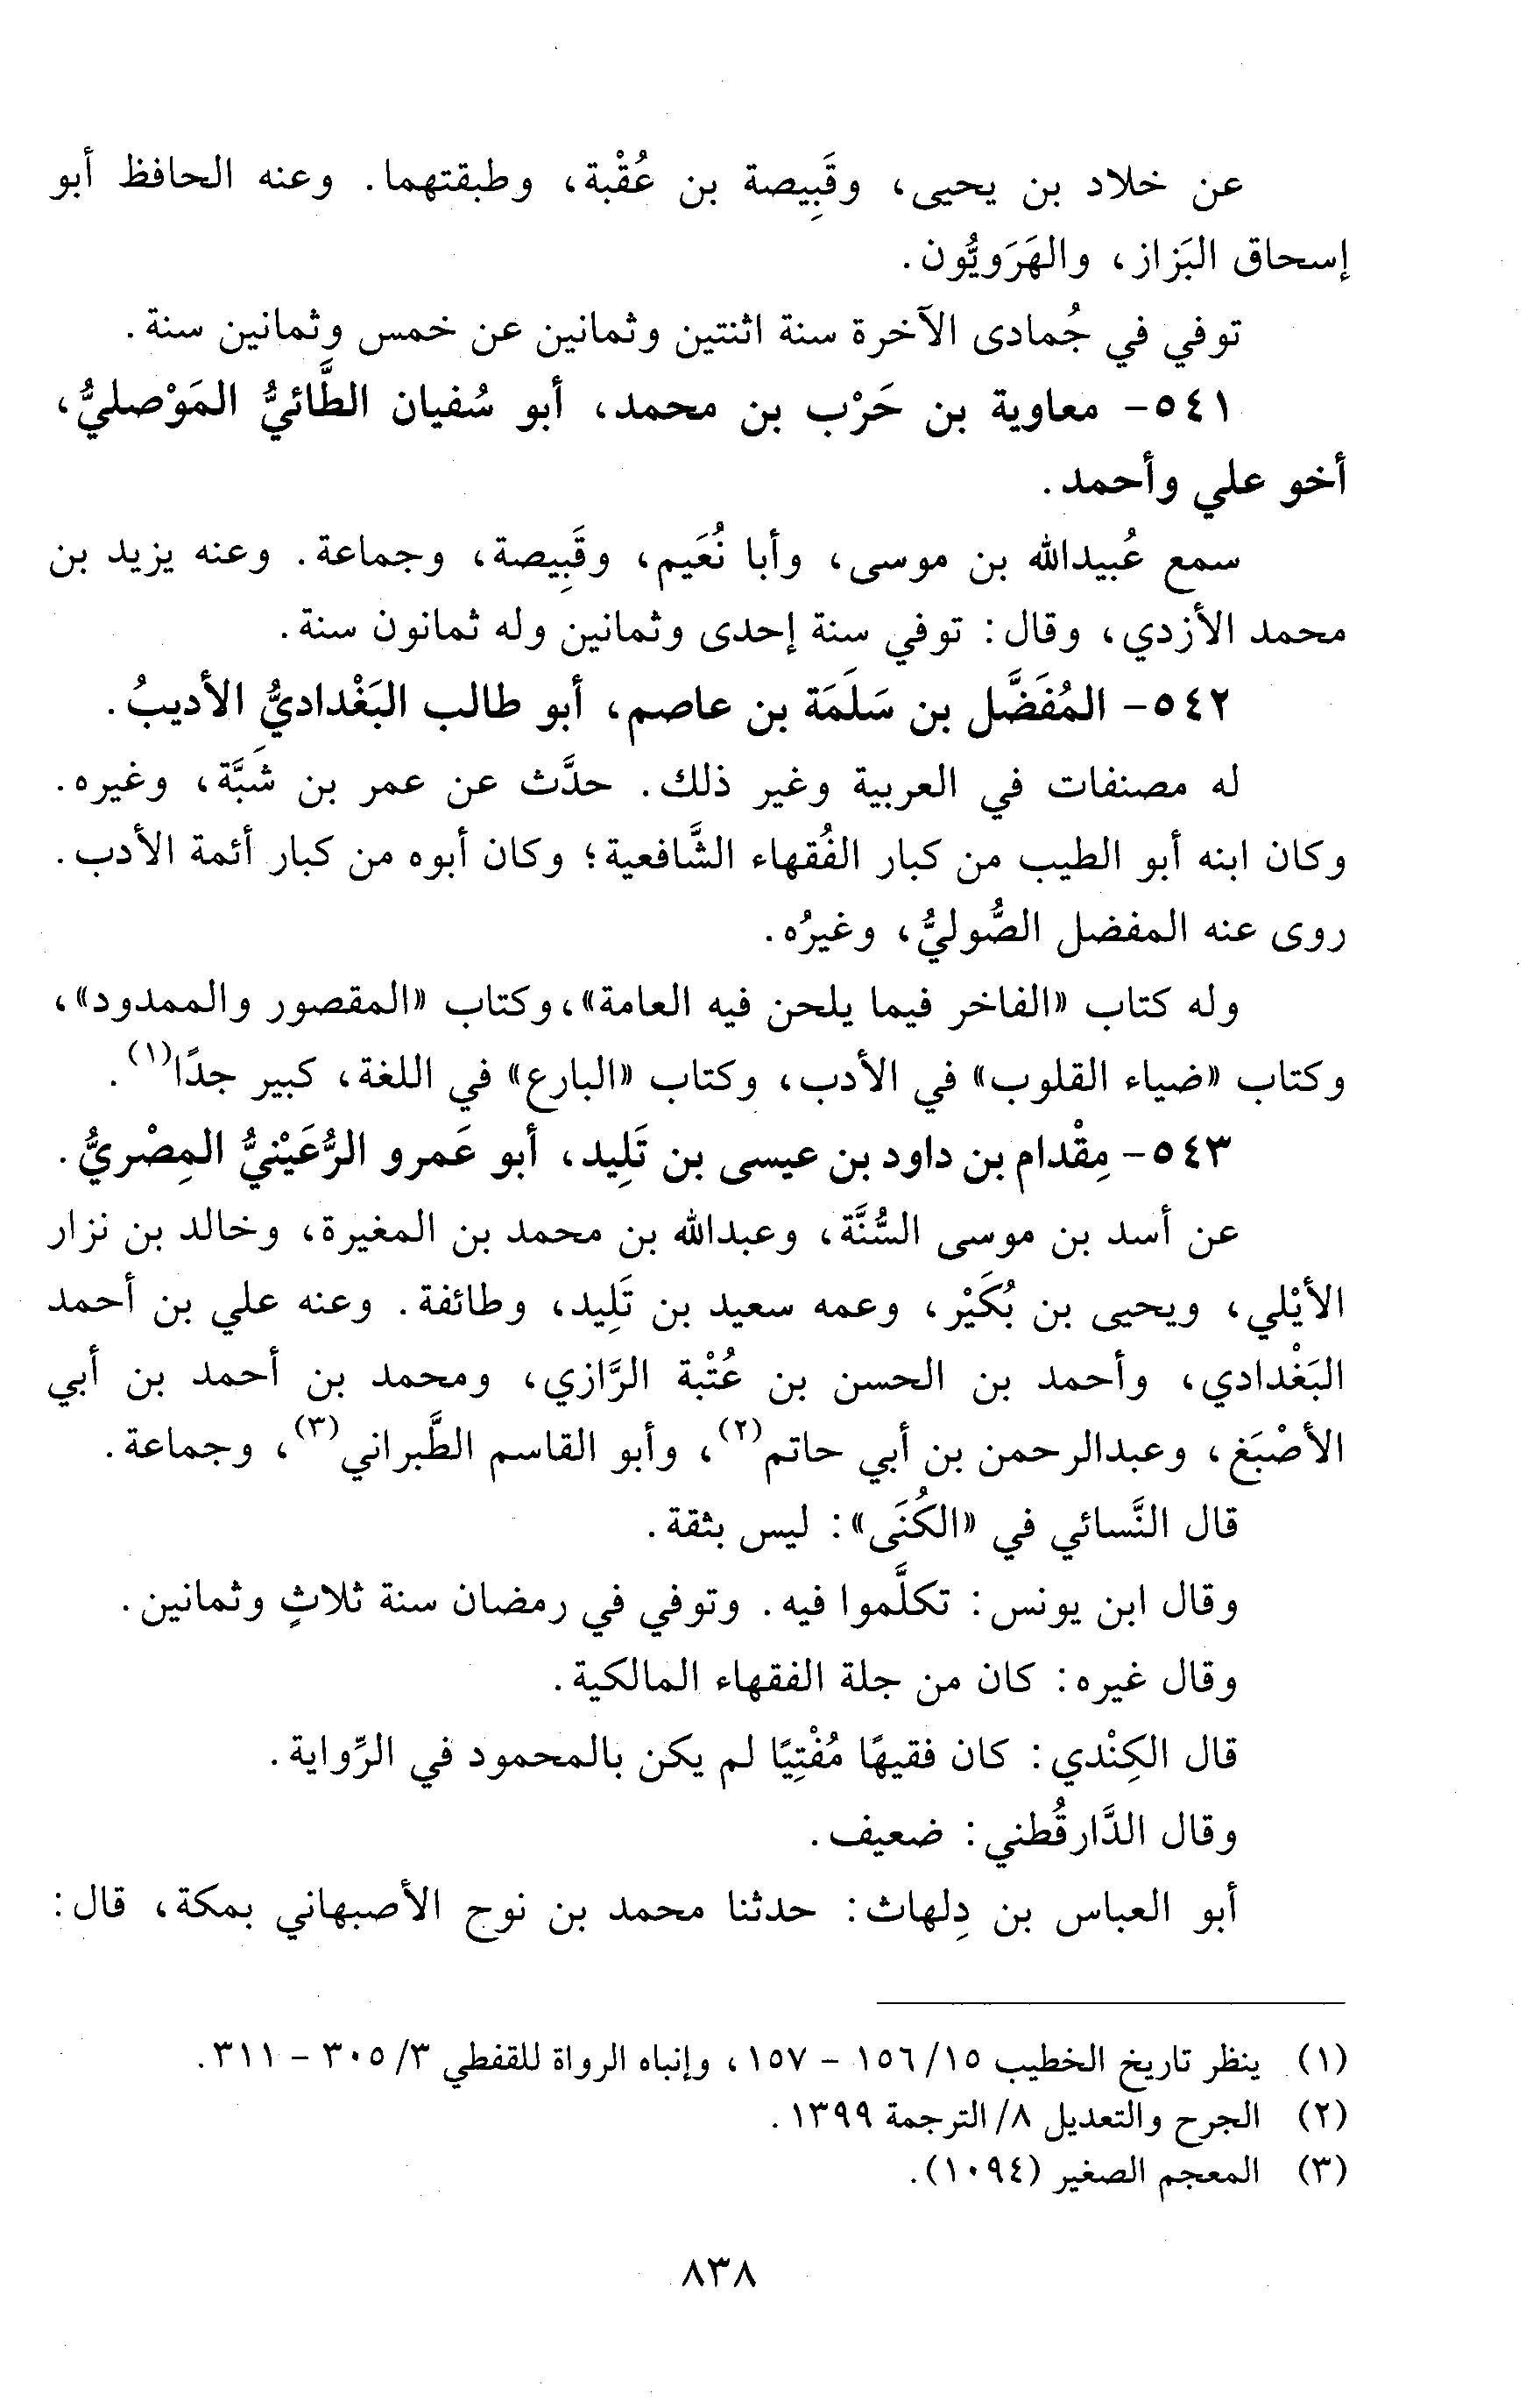 عن خلاد بن يحيى، وقَبِيصة بن عُقْبة، وطبقتهما. وعنه الحافظ أبو
إسحاق البَزاز، والهَرَويُّون.
توفي في جُمادى الآخرة سنة اثنتين وثمانين عن خمس وثمانين سنة.
٥٤١- معاوية بن حَرْب بن محمد، أبو سُفيان الطَّائيُّ المَوْصليُّ،
أخو علي وأحمد.
سمع عُبيدالله بن موسى، وأبا نُعَيم، وقَبِيصة، وجماعة. وعنه يزيد بن
محمد الأزدي، وقال: توفي سنة إحدى وثمانين وله ثمانون سنة.
٥٤٢- المُفَضَّل بن سَلَمَة بن عاصم، أبو طالب البَغْداديُّ الأديبُ.
له مصنفات في العربية وغير ذلك. حدَّث عن عمر بن شَبَّة، وغيره.
وكان ابنه أبو الطيب من كبار الفُقهاء الشَّافعية؛ وكان أبوه من كبار أئمة الأدب.
روى عنه المفضل الصُّوليُّ، وغيرُه.
وله كتاب «الفاخر فيما يلحن فيه العامة»، وكتاب «المقصور والممدود»،
وكتاب «ضياء القلوب» في الأدب، وكتاب «البارع» في اللغة، كبير جدًا(١).
٥٤٣- مِقْدام بن داود بن عيسى بن تَلِيد، أبو عَمرو الرُّعَيْنيُّ المِصْريُّ.
عن أسد بن موسى السُّنَّة، وعبدالله بن محمد بن المغيرة، وخالد بن نزار
الأيْلي، ويحيى بن بُكَيْر، وعمه سعيد بن تَلِيد، وطائفة. وعنه علي بن أحمد
البَغْدادي، وأحمد بن الحسن بن عُتْبة الرَّازي، ومحمد بن أحمد بن أبي
الأصْبَغ، وعبدالرحمن بن أبي حاتم(٢)، وأبو القاسم الطَّبراني(٣)، وجماعة.
قال النَّسائي في «الكُنَى»: ليس بثقة.
وقال ابن يونس: تكلَّموا فيه. وتوفي في رمضان سنة ثلاثٍ وثمانين.
وقال غيره: كان من جلة الفقهاء المالكية.
قال الكِنْدي: كان فقيهًا مُفْتِيًا لم يكن بالمحمود في الرِّواية.
وقال الدَّارقُطني: ضعيف.
أبو العباس بن دِلهاث: حدثنا محمد بن نوح الأصبهاني بمكة، قال:
(١) ينظر تاريخ الخطيب ١٥/ ١٥٦ - ١٥٧، وإنباه الرواة للقفطي ٣/ ٣٠٥ - ٣١١.
(٢) الجرح والتعديل ٨/ الترجمة ١٣٩٩.
(٣) المعجم الصغير (١٠٩٤).
٨٣٨